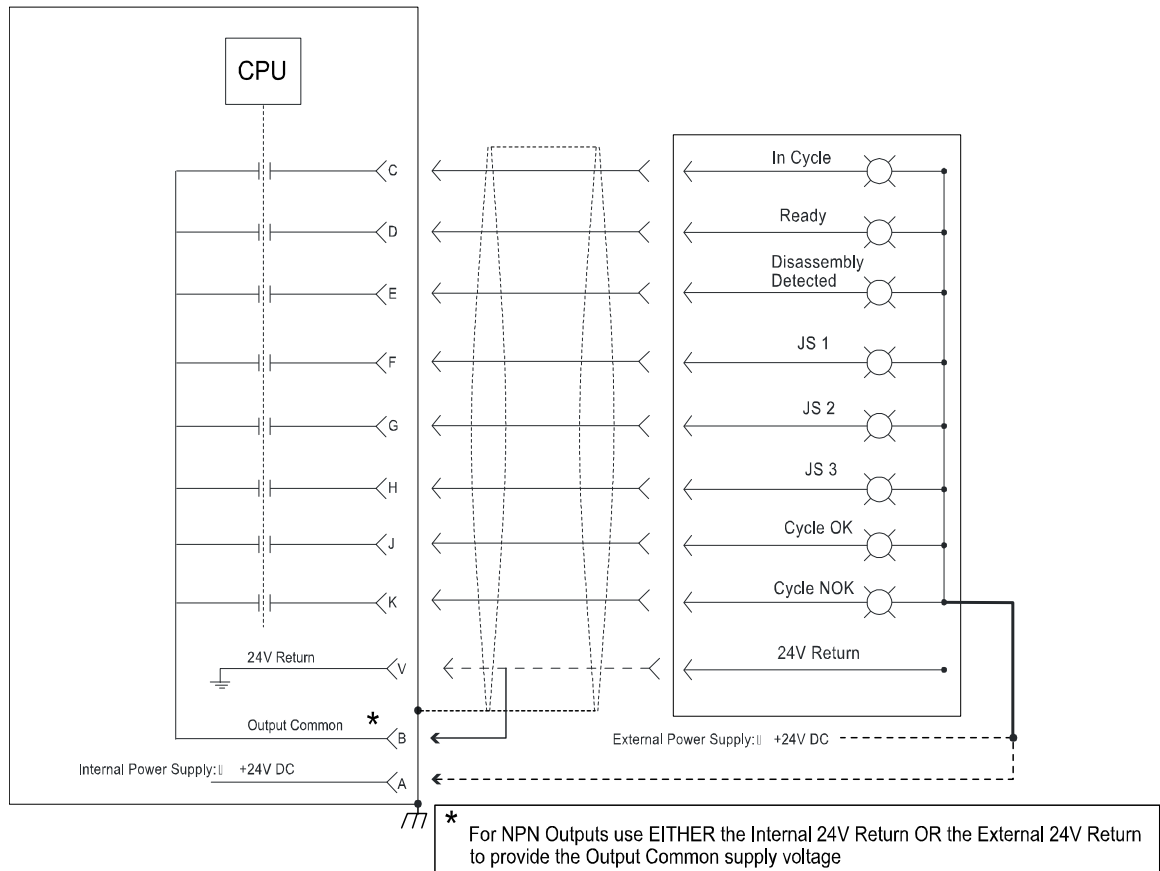 CPU
C
In Cycle
D
Ready
E
Disassembly
Detected
F
JS 1
G
JS 2
H
JS 3
J
Cycle OK
K
Cycle NOK
24V Return
V
24V Return
Output Common *
B
External Power Supply:▯ +24V DC
Internal Power Supply:▯ +24V DC
A
* For NPN Outputs use EITHER the Internal 24V Return OR the External 24V Return
to provide the Output Common supply voltage